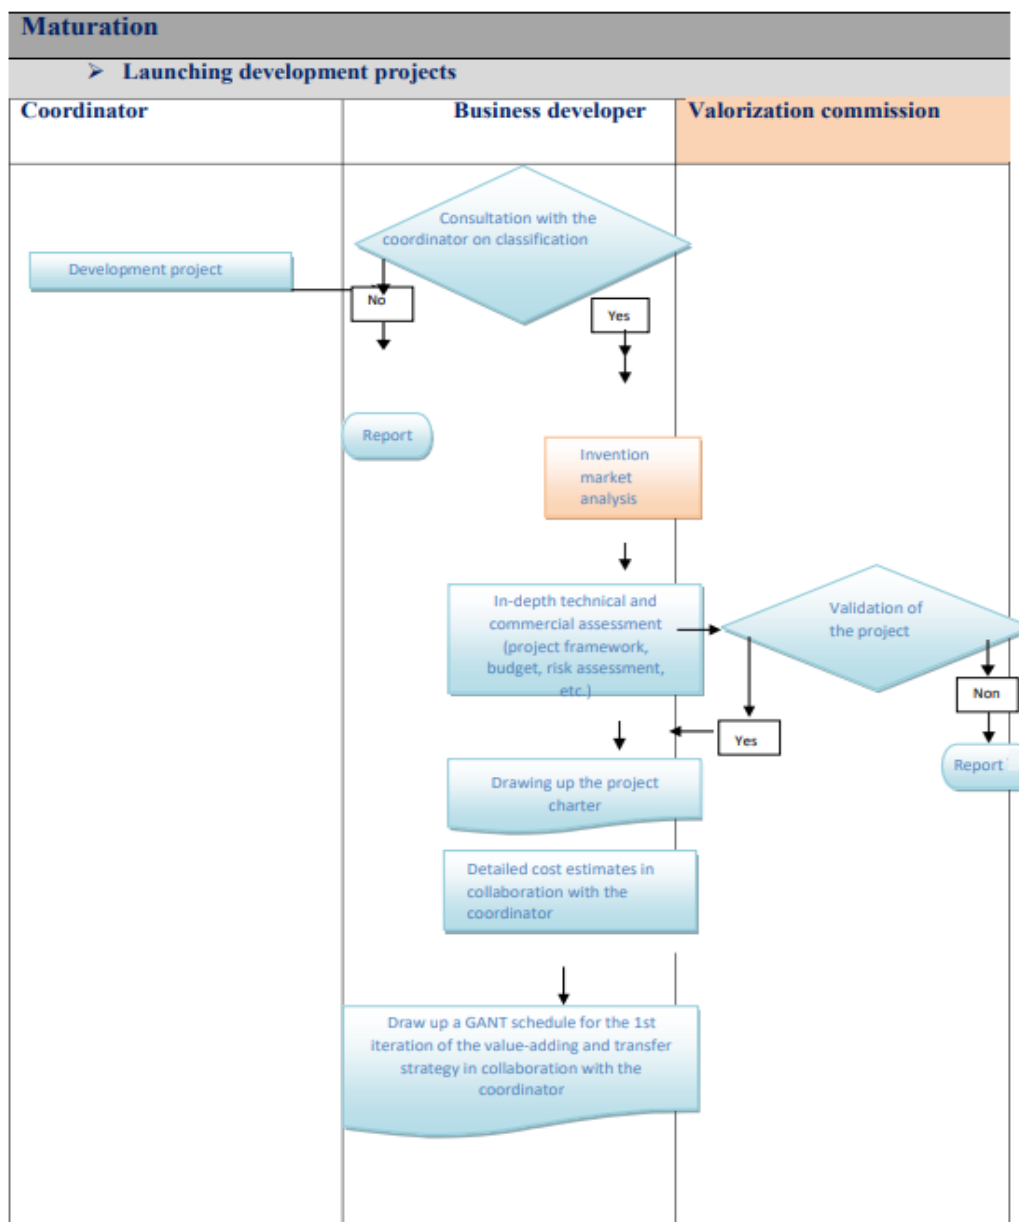 Maturation
➢ Launching development projects
Coordinator
Business developer
Valorization commission
Consultation with the
coordinator on classification
Development project
No
Yes
Report
Invention
market
analysis
In-depth technical and
commercial assessment
(project framework,
budget, risk assessment,
etc.)
Validation of
the project
Non
Yes
Report
Drawing up the project
charter
Detailed cost estimates in
collaboration with the
coordinator
Draw up a GANT schedule for the 1st
iteration of the value-adding and transfer
strategy in collaboration with the
coordinator